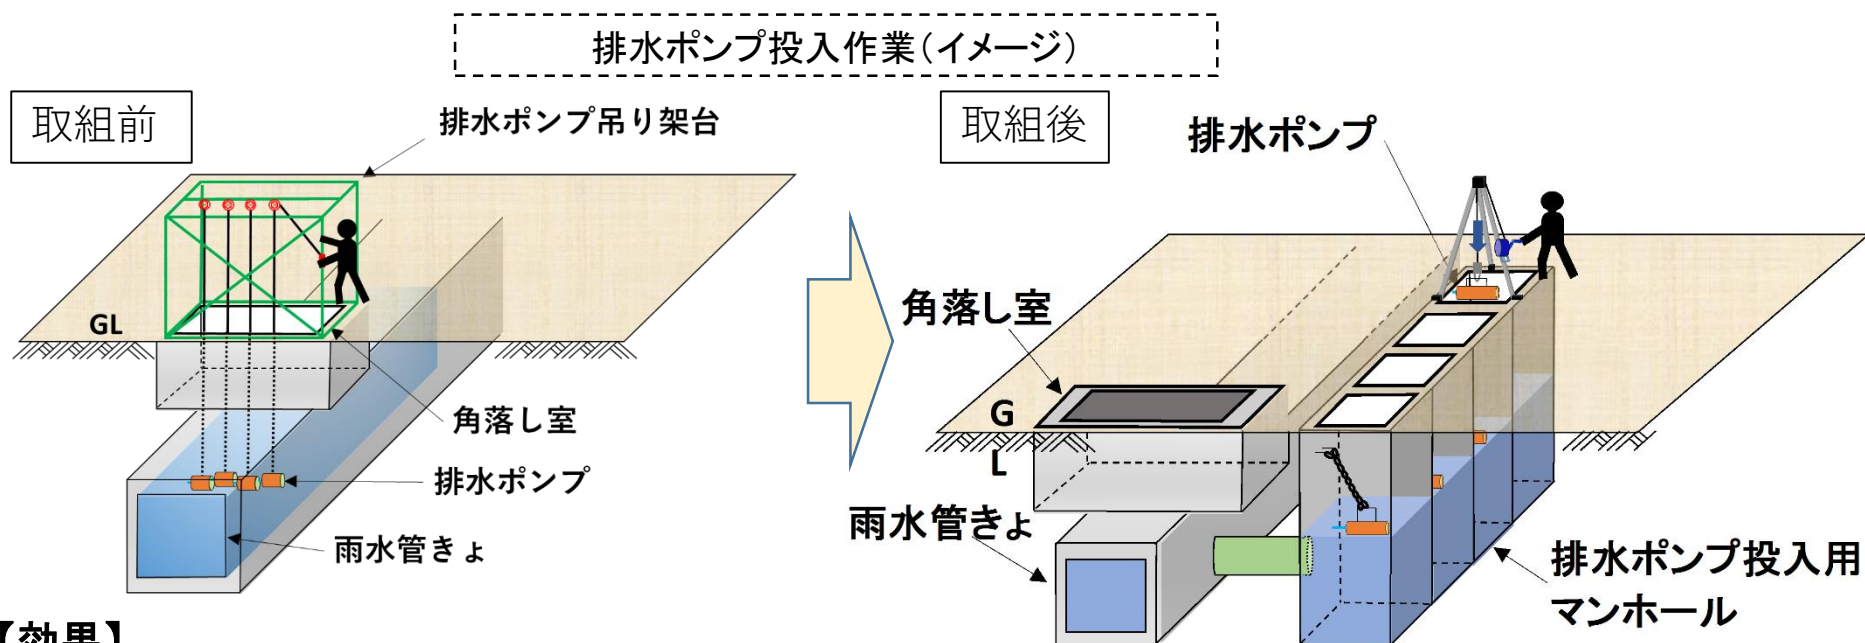 排水ポンプ投入作業（イメージ）
取組前
排水ポンプ吊り架台
GL
角落し室
排水ポンプ
雨水管きょ
取組後
排水ポンプ
角落し室
G
L
雨水管きょ
排水ポンプ投入用
マンホール
【効果】